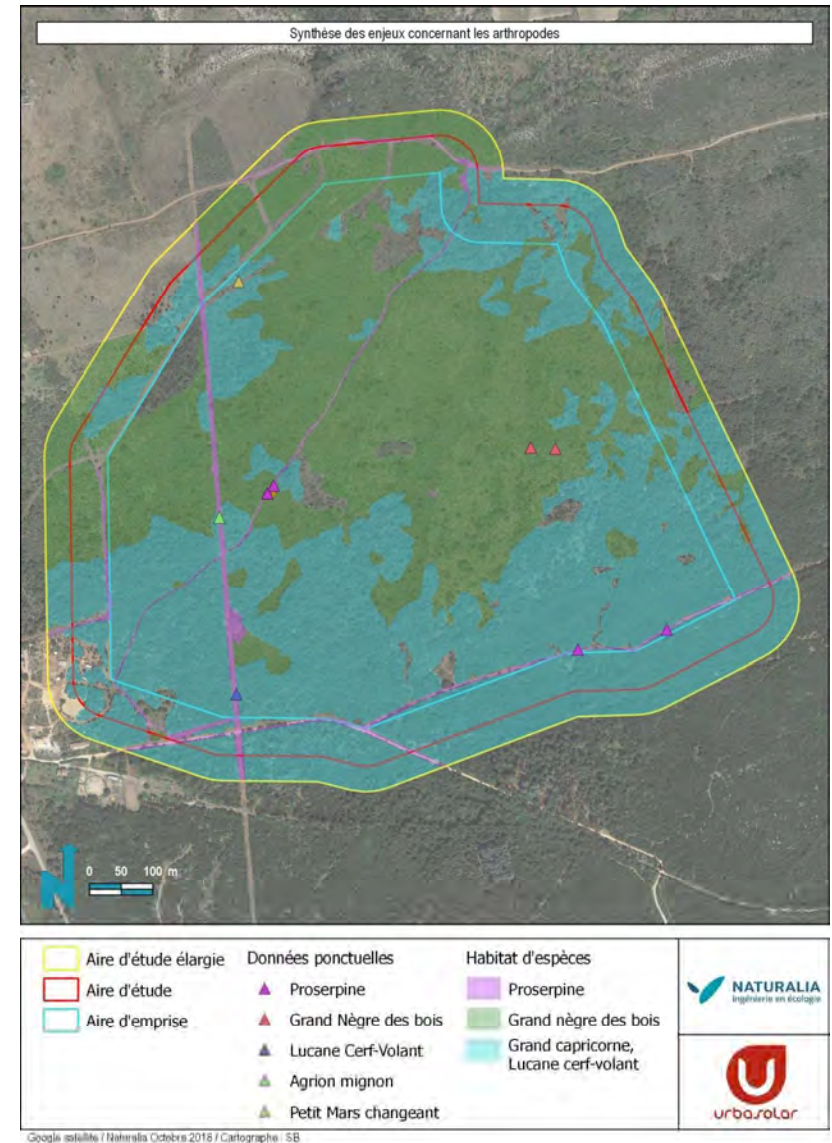 Synthèse des enjeux concernant les arthropodes
0 50 100 m
Aire d'étude élargie
Aire d'étude
Aire d'emprise
Données ponctuelles
Proserpine
Grand Nègre des bois
Lucane Cerf-Volant
Agrion mignon
Petit Mars changeant
Habitat d'espèces
Proserpine
Grand nègre des bois
Grand capricorne,
Lucane cerf-volant
NATURALIA
Ingénierie en écologie
urbasolar
Google satellite / Naturalia Octobre 2018 / Cartographe : SB